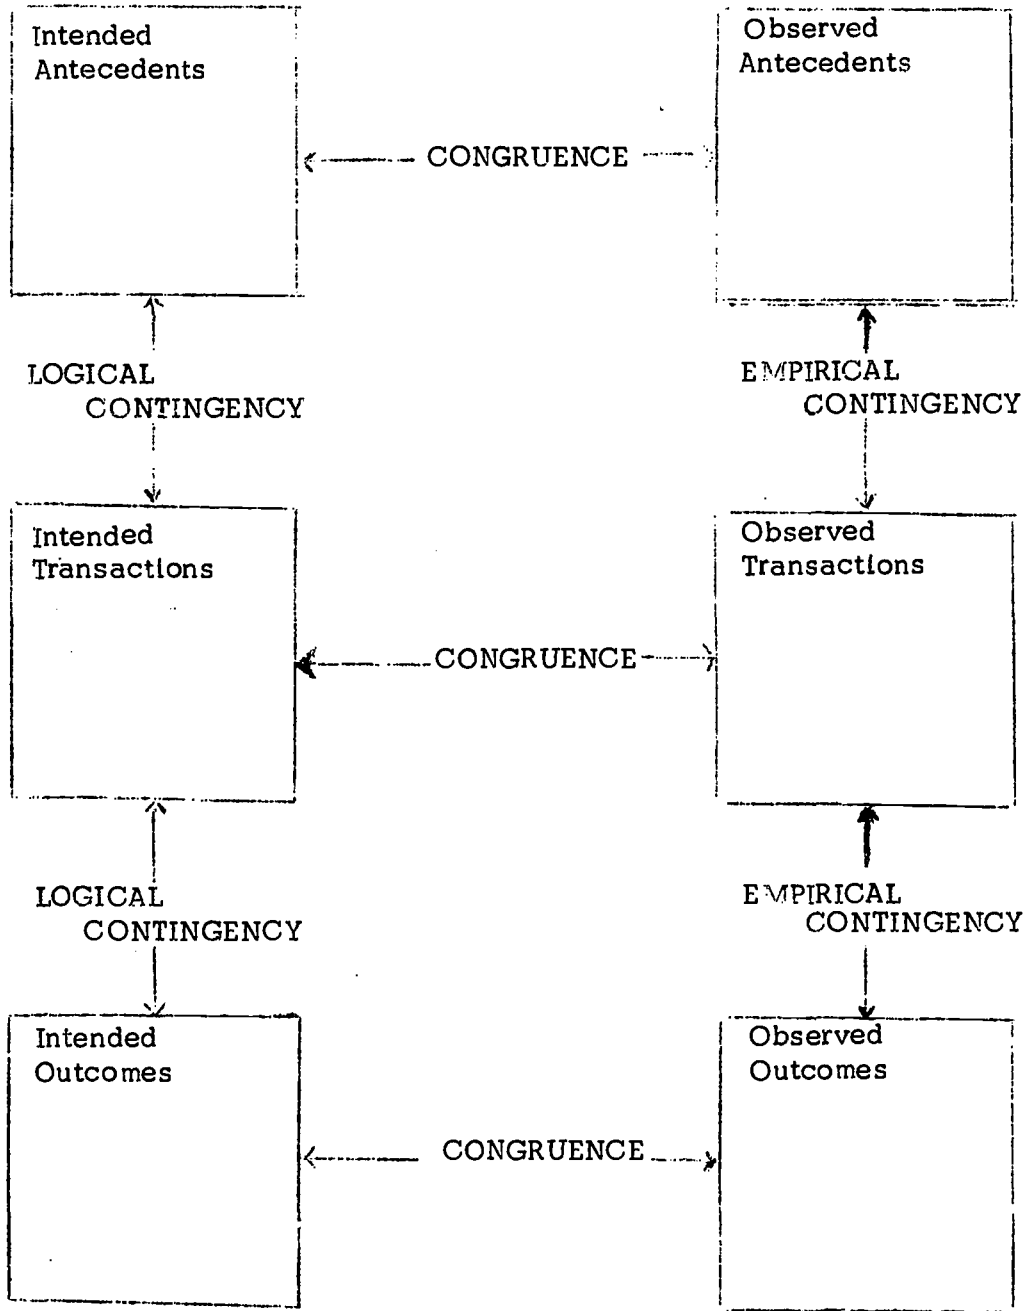 Intended
Antecedents
Observed
Antecedents
CONGRUENCE
LOGICAL
CONTINGENCY
EMPIRICAL
CONTINGENCY
Intended
Transactions
Observed
Transactions
CONGRUENCE
LOGICAL
CONTINGENCY
EMPIRICAL
CONTINGENCY
Intended
Outcomes
Observed
Outcomes
CONGRUENCE